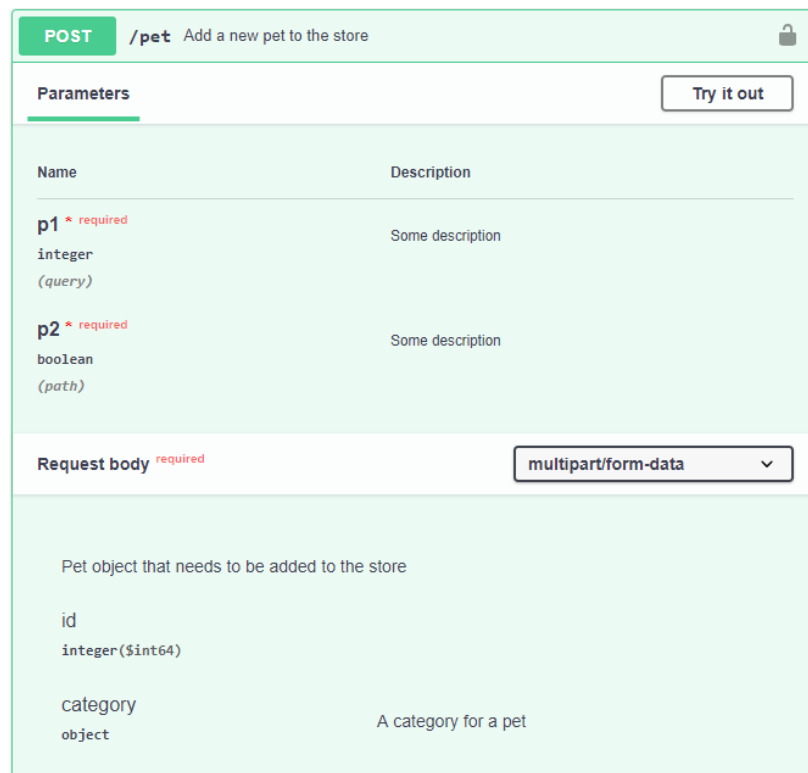 POST /pet Add a new pet to the store
Parameters Try it out
Name Description
p1 * required Some description
integer
(query)
p2 * required Some description
boolean
(path)
Request body required multipart/form-data
Pet object that needs to be added to the store
id
integer($int64)
category A category for a pet
object